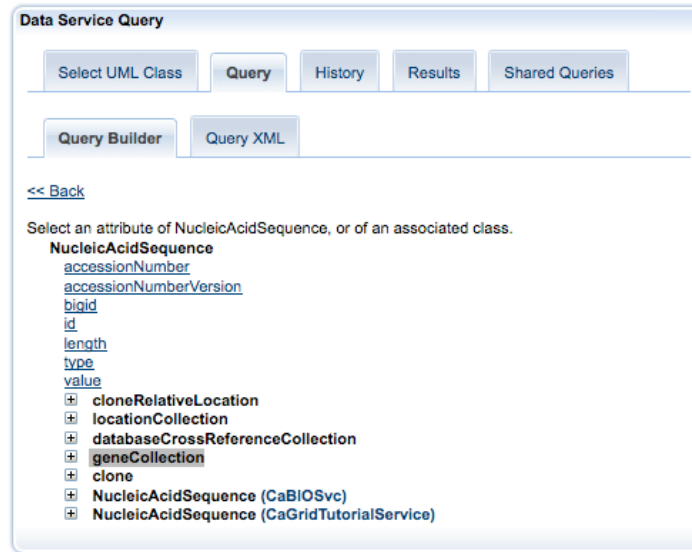 Data Service Query
Select UML Class Query History Results Shared Queries
Query Builder Query XML
<< Back
Select an attribute of NucleicAcidSequence, or of an associated class.
NucleicAcidSequence
accessionNumber
accessionNumberVersion
bigid
id
length
type
value
cloneRelativeLocation
locationCollection
databaseCrossReferenceCollection
geneCollection
clone
NucleicAcidSequence (CaBIOSvc)
NucleicAcidSequence (CaGridTutorialService)